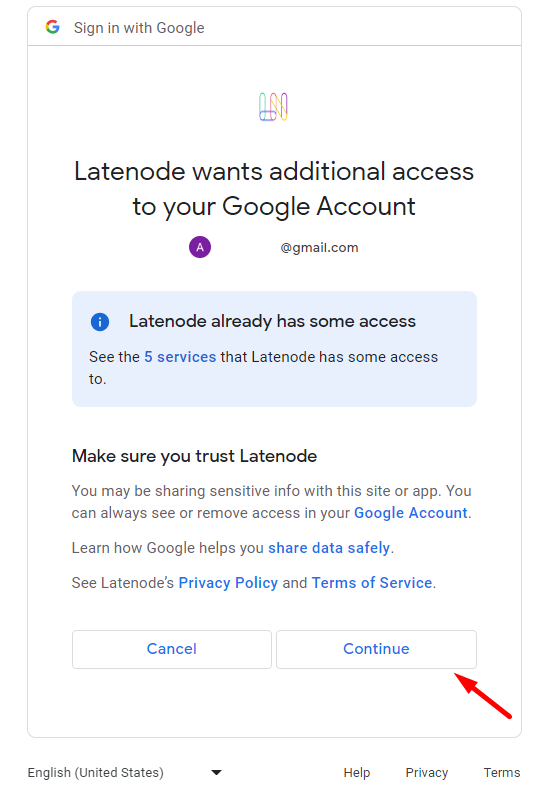 Sign in with Google
LN
Latenode wants additional access
to your Google Account
A @gmail.com
Latenode already has some access
See the 5 services that Latenode has some access
to.
Make sure you trust Latenode
You may be sharing sensitive info with this site or app. You
can always see or remove access in your Google Account.
Learn how Google helps you share data safely.
See Latenode’s Privacy Policy and Terms of Service.
Cancel Continue
English (United States) Help Privacy Terms